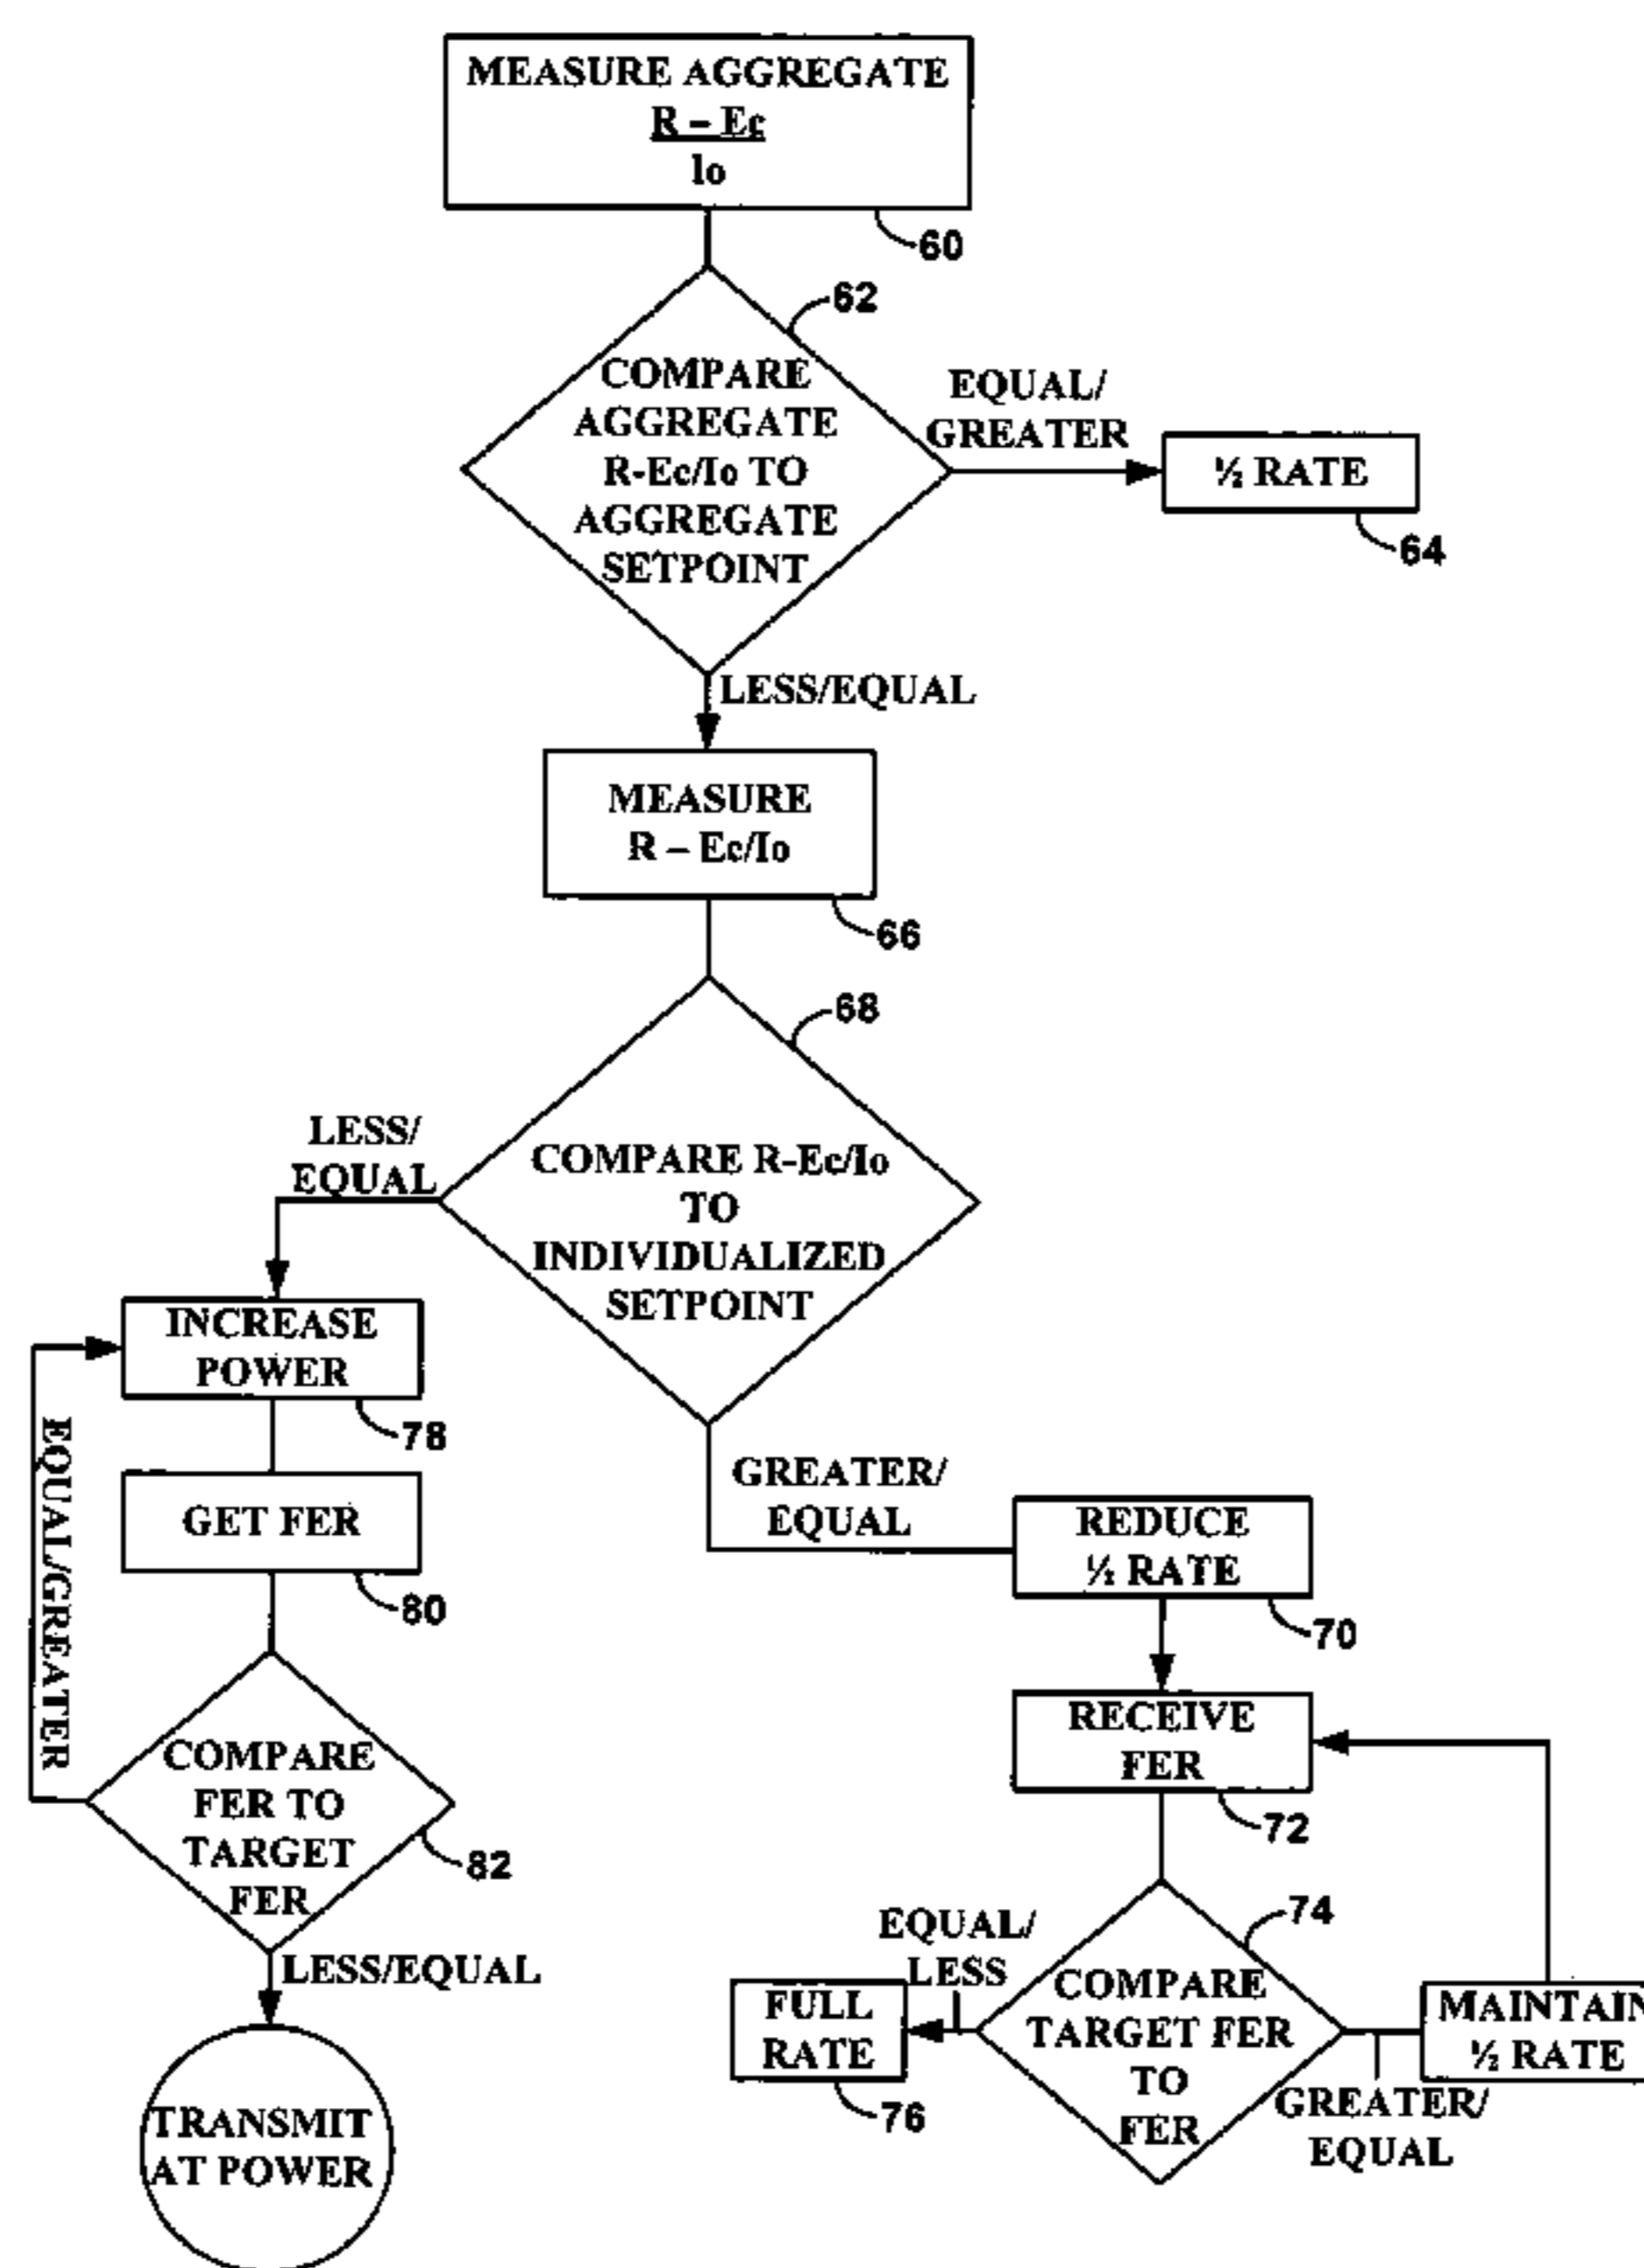 MEASURE AGGREGATE
R – Ec
Io
60
62
COMPARE
AGGREGATE
R-Ec/Io TO
AGGREGATE
SETPOINT
EQUAL/
GREATER
½ RATE
64
LESS/EQUAL
MEASURE
R – Ec/Io
66
68
LESS/
EQUAL
COMPARE R-Ec/Io
TO
INDIVIDUALIZED
SETPOINT
INCREASE
POWER
78
EQUAL/GREATER
GET FER
80
GREATER/
EQUAL
REDUCE
½ RATE
70
RECEIVE
FER
72
COMPARE
FER TO
TARGET
FER
82
LESS/EQUAL
TRANSMIT
AT POWER
74
EQUAL/
LESS
COMPARE
TARGET FER
TO
FER
FULL
RATE
76
MAINTAIN
½ RATE
GREATER/
EQUAL